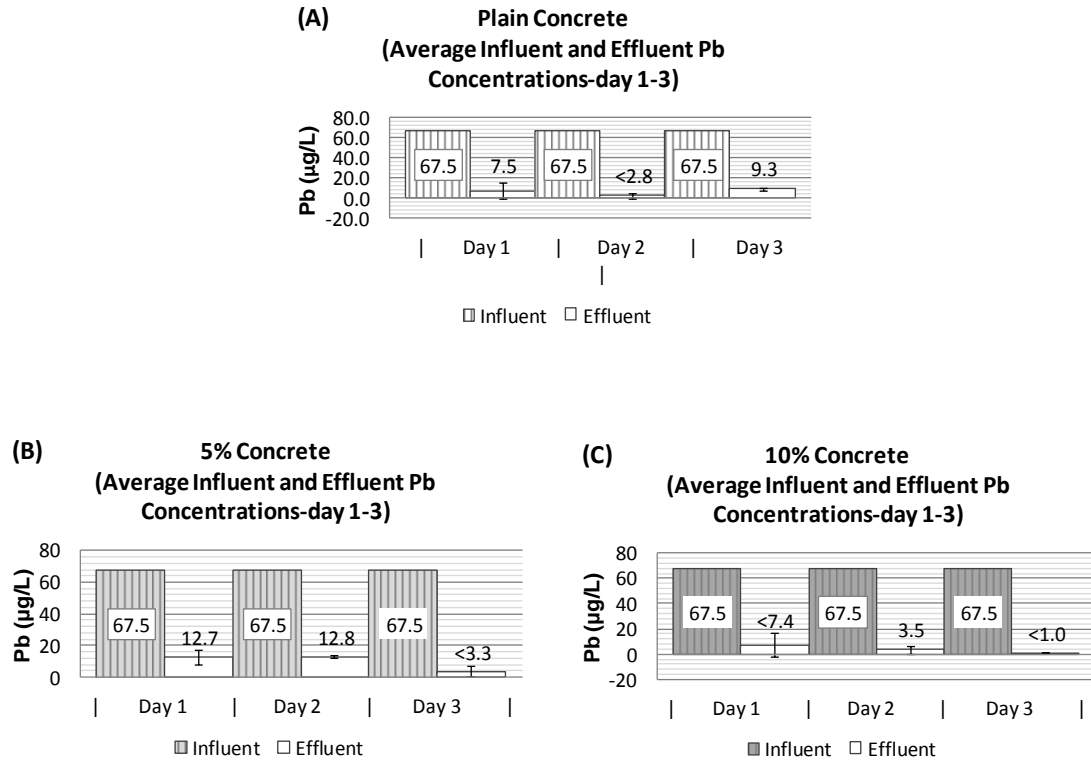 (A)
Plain Concrete
(Average Influent and Effluent Pb
Concentrations-day 1-3)
Pb (µg/L)
80.0
60.0
40.0
20.0
0.0
-20.0
67.5 7.5 67.5 <2.8 67.5 9.3
| Day 1 | Day 2 | Day 3
|
Influent Effluent
(B)
5% Concrete
(Average Influent and Effluent Pb
Concentrations-day 1-3)
Pb (µg/L)
80
60
40
20
0
67.5 12.7 67.5 12.8 67.5 <3.3
| Day 1 | Day 2 | Day 3 |
Influent Effluent
(C)
10% Concrete
(Average Influent and Effluent Pb
Concentrations-day 1-3)
Pb (µg/L)
80
60
40
20
0
-20
67.5 <7.4 67.5 3.5 67.5 <1.0
| Day 1 | Day 2 | Day 3 |
Influent Effluent